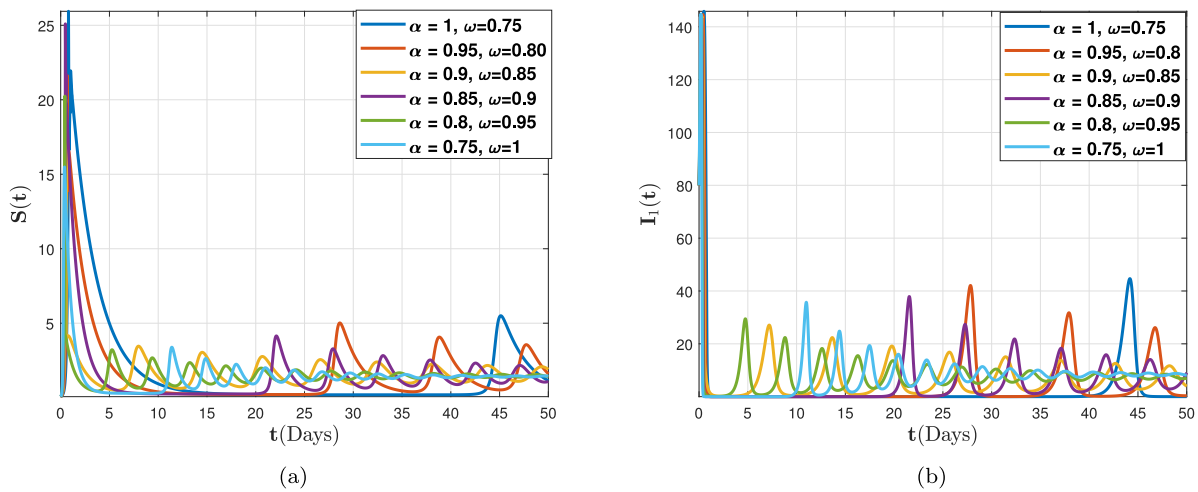 25
20
15
10
5
S(t)
0 5 10 15 20 25 30 35 40 45 50
t(Days)
α = 1, ω=0.75
α = 0.95, ω=0.80
α = 0.9, ω=0.85
α = 0.85, ω=0.9
α = 0.8, ω=0.95
α = 0.75, ω=1
(a)
140
120
100
80
60
40
20
I₁(t)
0 5 10 15 20 25 30 35 40 45 50
t(Days)
α = 1, ω=0.75
α = 0.95, ω=0.8
α = 0.9, ω=0.85
α = 0.85, ω=0.9
α = 0.8, ω=0.95
α = 0.75, ω=1
(b)